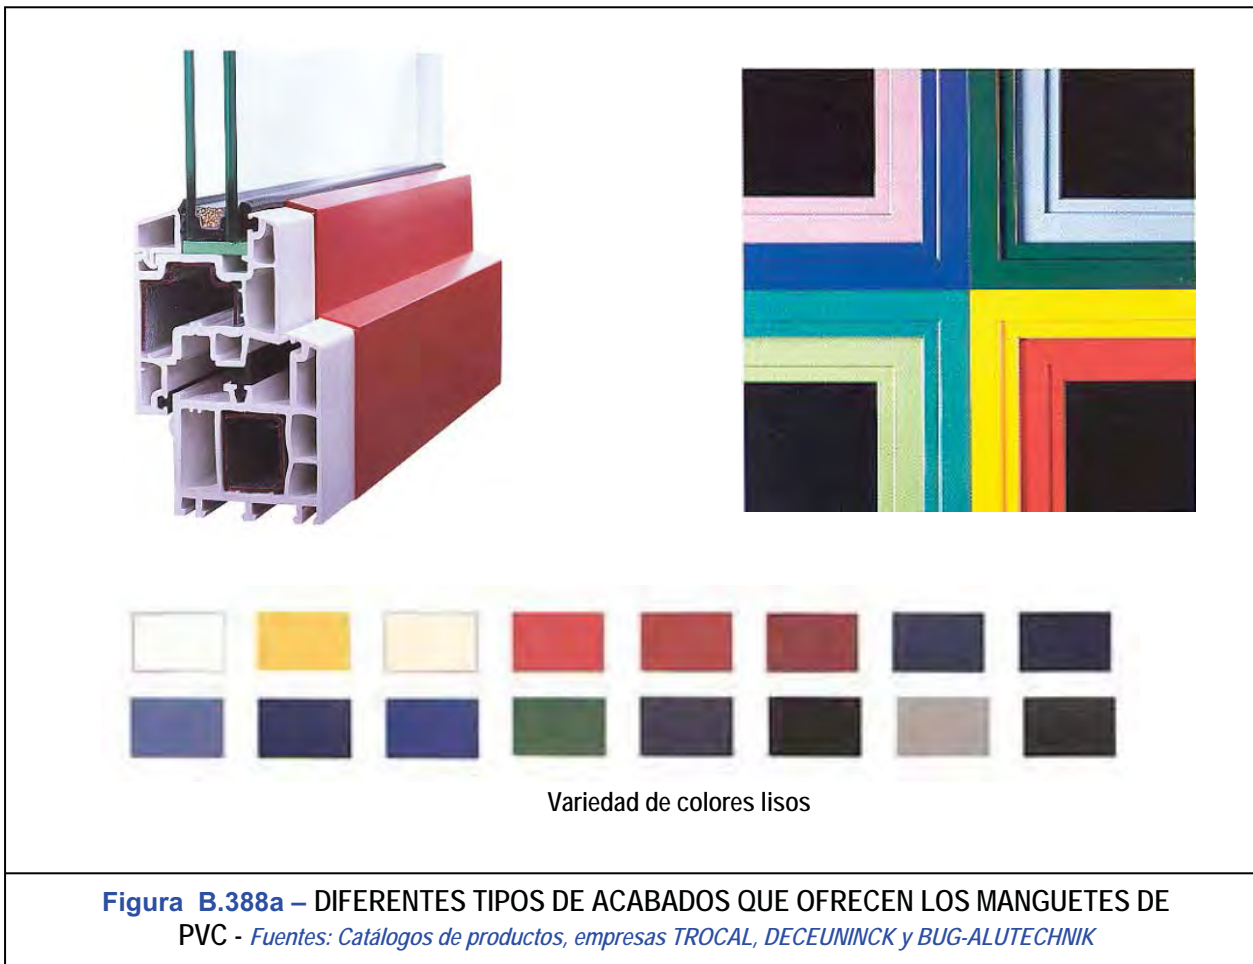 Variedad de colores lisos
Figura B.388a – DIFERENTES TIPOS DE ACABADOS QUE OFRECEN LOS MANGUETES DE
PVC - Fuentes: Catálogos de productos, empresas TROCAL, DECEUNINCK y BUG-ALUTECHNIK